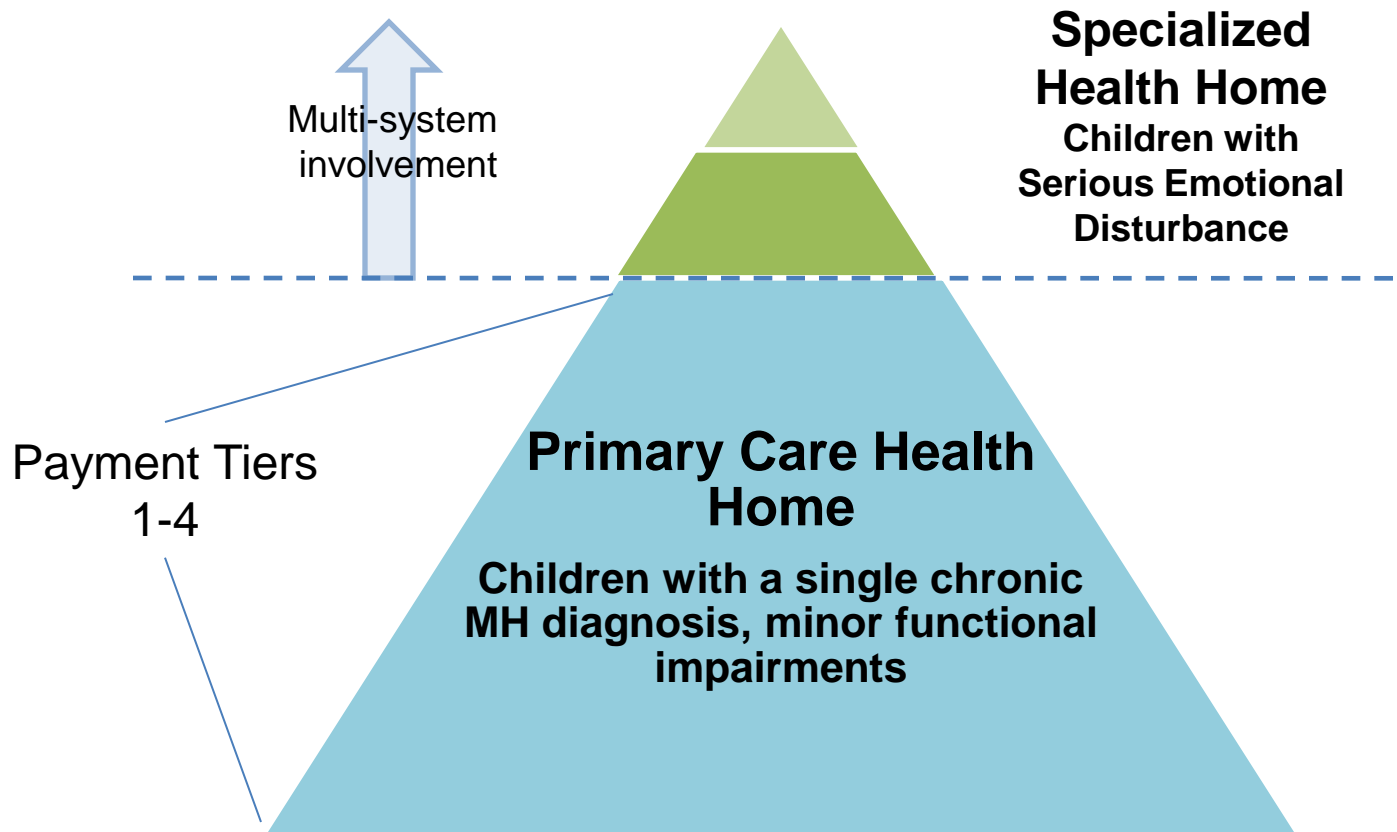 Multi-system
involvement
Specialized
Health Home
Children with
Serious Emotional
Disturbance
Payment Tiers
1-4
Primary Care Health
Home
Children with a single chronic
MH diagnosis, minor functional
impairments